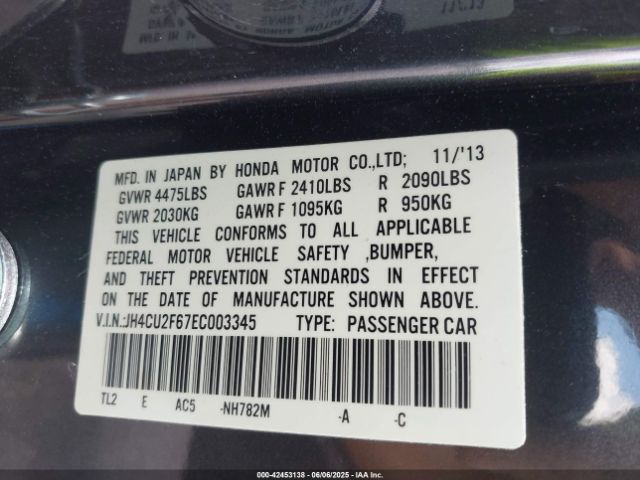 MFD. IN JAPAN BY HONDA MOTOR CO.,LTD; 11/'13
GVWR 4475LBS GAWR F 2410LBS R 2090LBS
GVWR 2030KG GAWR F 1095KG R 950KG
THIS VEHICLE CONFORMS TO ALL APPLICABLE
FEDERAL MOTOR VEHICLE SAFETY ,BUMPER,
AND THEFT PREVENTION STANDARDS IN EFFECT
ON THE DATE OF MANUFACTURE SHOWN ABOVE.
V.I.N.:JH4CU2F67EC003345 TYPE: PASSENGER CAR
TL2 E AC5 -NH782M -A -C
000-42453138 - 06/06/2025 - IAAI, Inc.